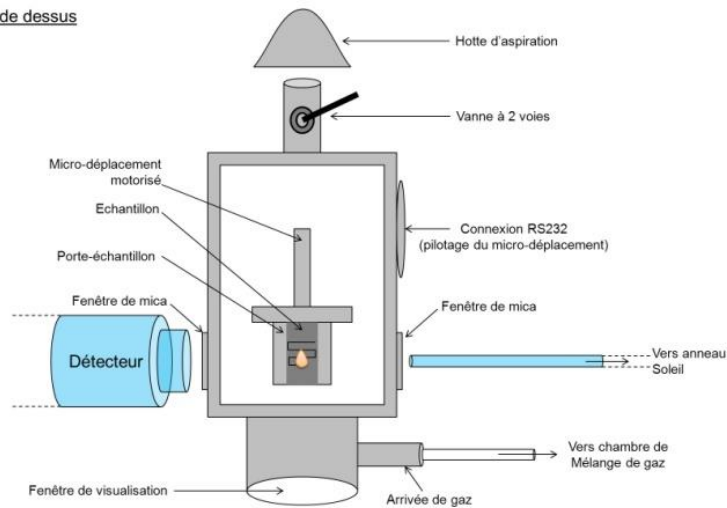 de dessus
Hotte d'aspiration
Vanne à 2 voies
Micro-déplacement
motorisé
Echantillon
Porte-échantillon
Fenêtre de mica
Connexion RS232
(pilotage du micro-déplacement)
Fenêtre de mica
Détecteur
Vers anneau
Soleil
Vers chambre de
Mélange de gaz
Fenêtre de visualisation
Arrivée de gaz